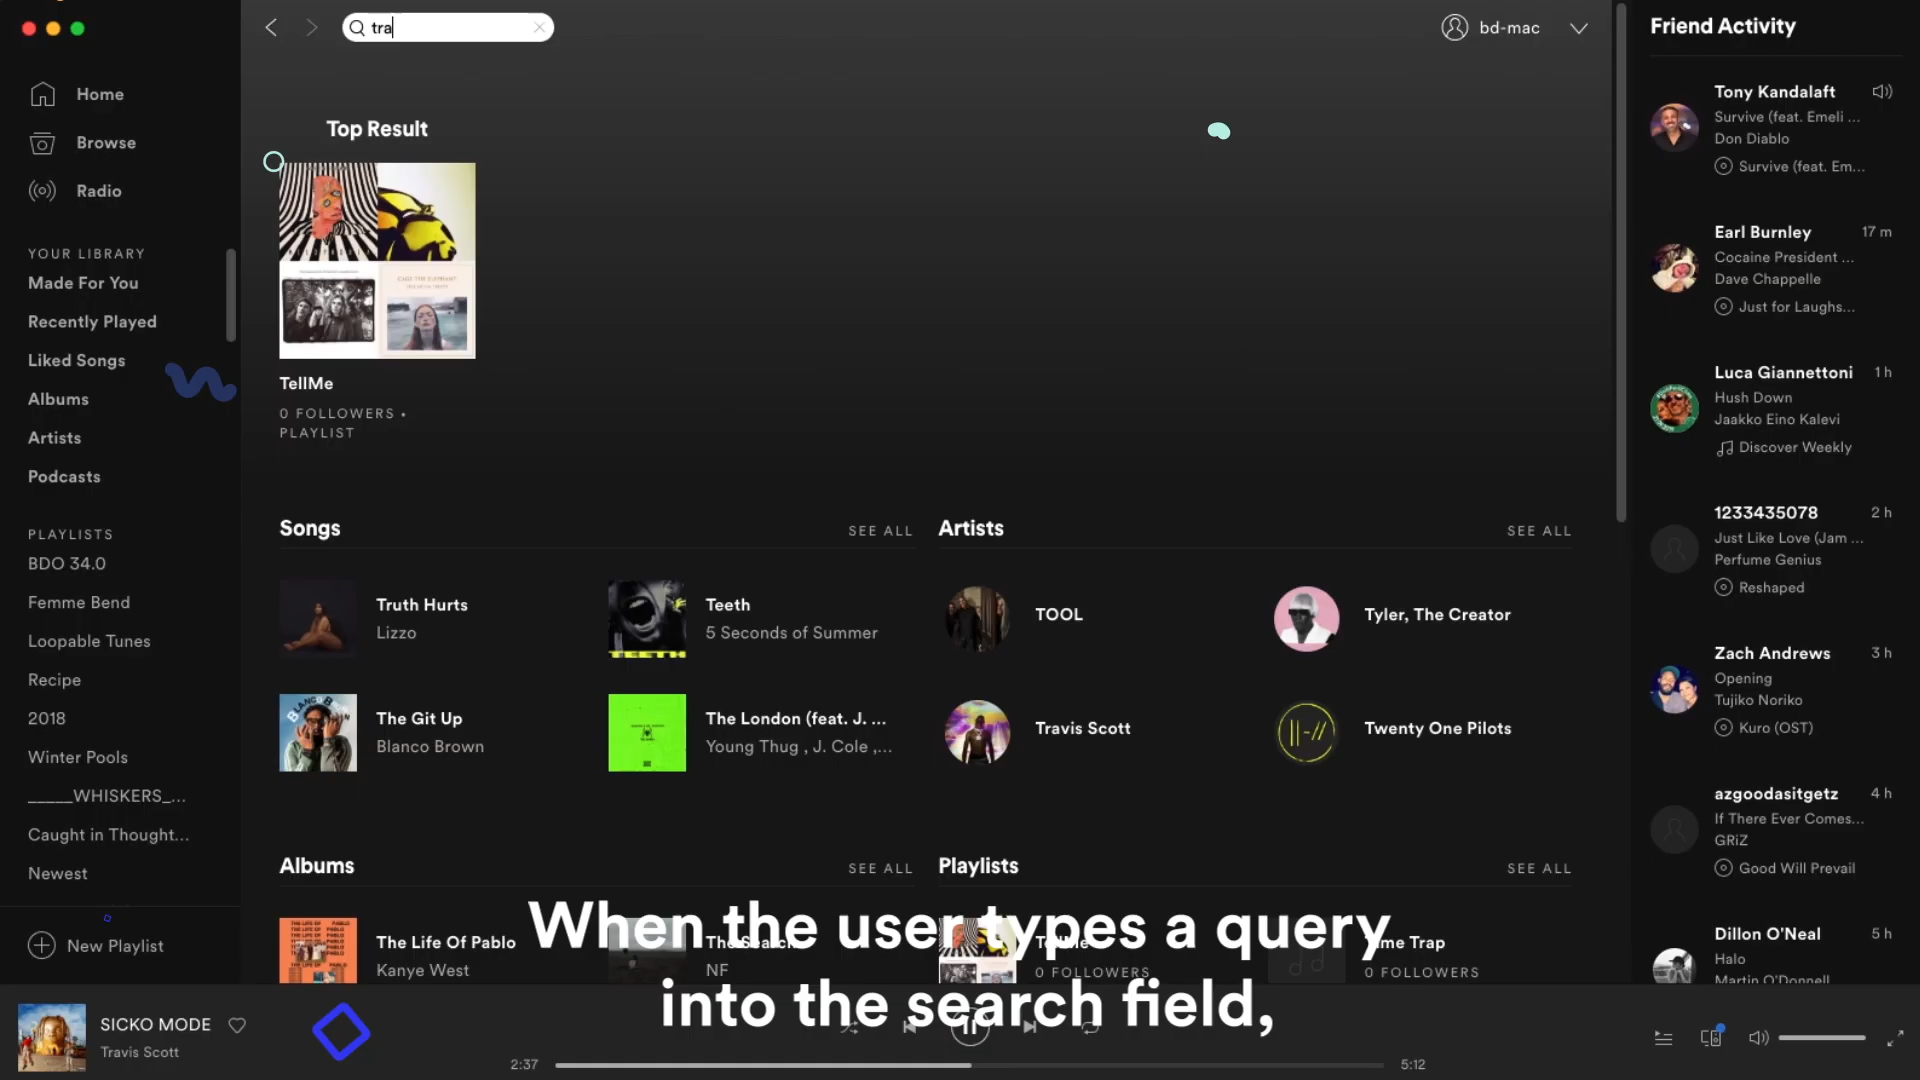 tra
bd-mac
Home
Browse
Radio
YOUR LIBRARY
Made For You
Recently Played
Liked Songs
Albums
Artists
Podcasts
PLAYLISTS
BDO 34.0
Femme Bend
Loopable Tunes
Recipe
2018
Winter Pools
_____WHISKERS_...
Caught in Thought...
Newest
New Playlist
Top Result
TellMe
0 FOLLOWERS •
PLAYLIST
Songs
SEE ALL
Truth Hurts
Lizzo
Teeth
5 Seconds of Summer
TEETH
The Git Up
Blanco Brown
The London (feat. J. ...
Young Thug , J. Cole ,...
Artists
SEE ALL
TOOL
Tyler, The Creator
Travis Scott
Twenty One Pilots
Albums
SEE ALL
The Life Of Pablo
Kanye West
The Search
NF
Playlists
SEE ALL
TellMe
0 FOLLOWERS
Time Trap
0 FOLLOWERS
When the user types a query
into the search field,
Friend Activity
Tony Kandalaft
Survive (feat. Emeli ...
Don Diablo
Survive (feat. Em...
Earl Burnley 17 m
Cocaine President ...
Dave Chappelle
Just for Laughs...
Luca Giannettoni 1 h
Hush Down
Jaakko Eino Kalevi
Discover Weekly
1233435078 2 h
Just Like Love (Jam ...
Perfume Genius
Reshaped
Zach Andrews 3 h
Opening
Tujiko Noriko
Kuro (OST)
azgoodasitgetz 4 h
If There Ever Comes...
GRiZ
Good Will Prevail
Dillon O'Neal 5 h
Halo
Martin O'Donnell
SICKO MODE
Travis Scott
2:37
5:12